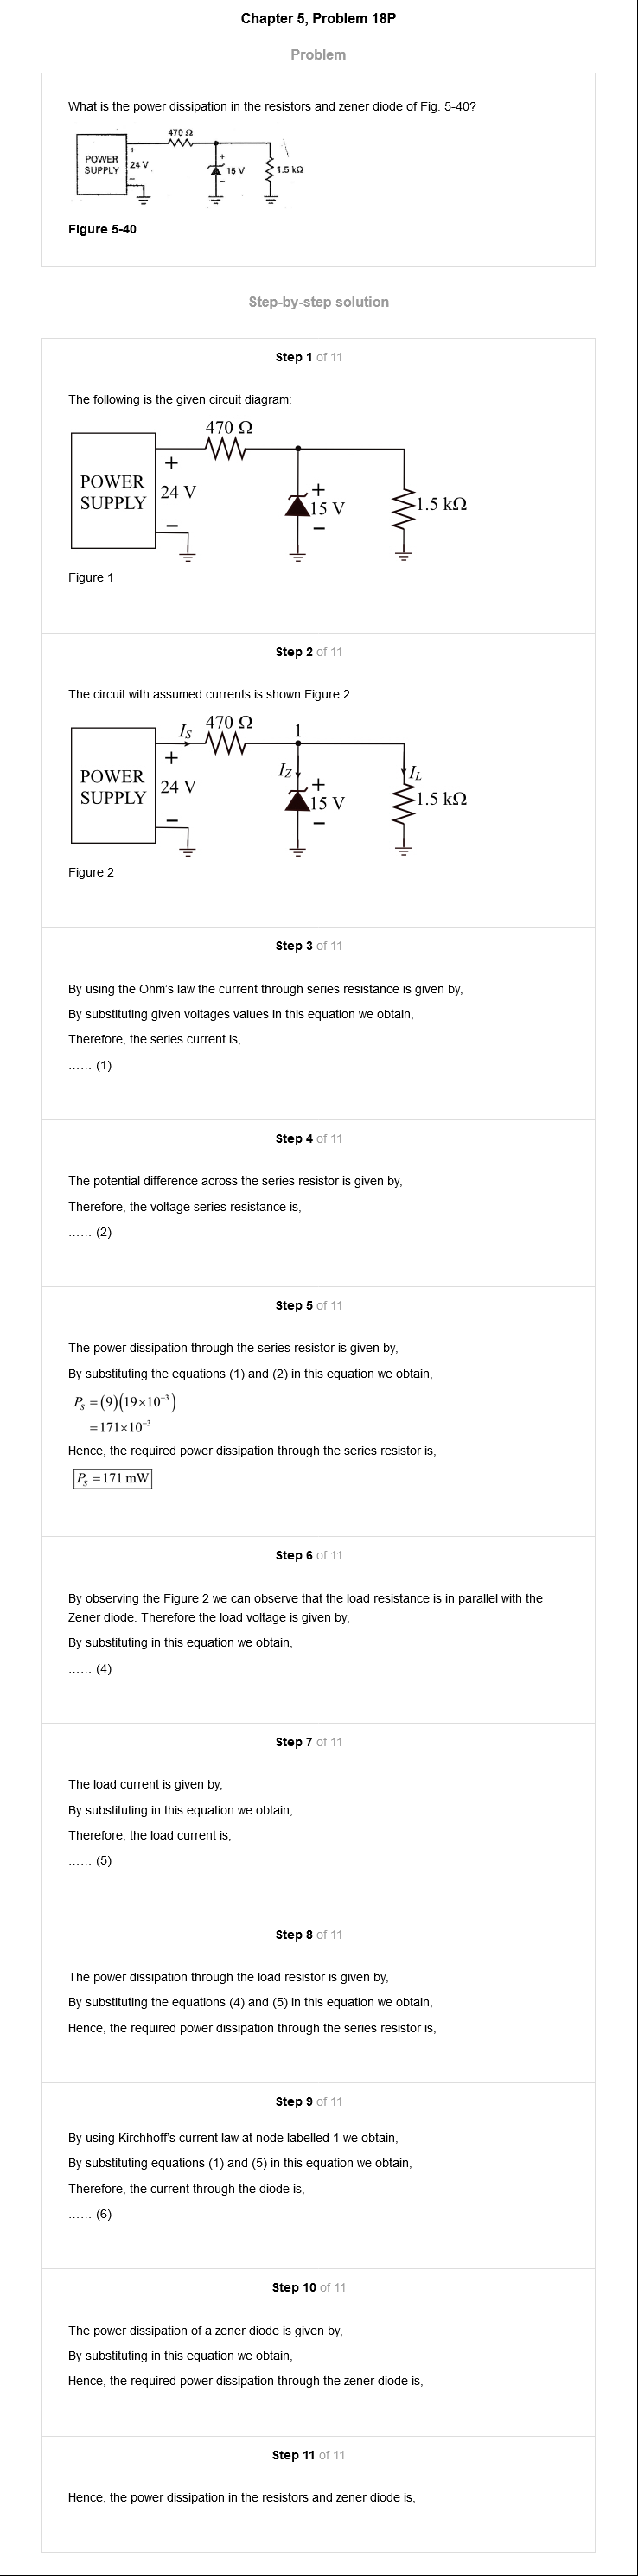 Chapter 5, Problem 18P
Problem
What is the power dissipation in the resistors and zener diode of Fig. 5-40?
470 Ω
POWER
SUPPLY
+
24 V
−
+
15 V
−
1.5 kΩ
Figure 5-40
Step-by-step solution
Step 1 of 11
The following is the given circuit diagram:
470 Ω
POWER
SUPPLY
+
24 V
−
+
15 V
−
1.5 kΩ
Figure 1
Step 2 of 11
The circuit with assumed currents is shown Figure 2:
I_S
470 Ω
1
POWER
SUPPLY
+
24 V
−
I_Z
+
15 V
−
I_L
1.5 kΩ
Figure 2
Step 3 of 11
By using the Ohm's law the current through series resistance is given by,
By substituting given voltages values in this equation we obtain,
Therefore, the series current is,
...... (1)
Step 4 of 11
The potential difference across the series resistor is given by,
Therefore, the voltage series resistance is,
...... (2)
Step 5 of 11
The power dissipation through the series resistor is given by,
By substituting the equations (1) and (2) in this equation we obtain,
P_S = (9)(19×10⁻³)
= 171×10⁻³
Hence, the required power dissipation through the series resistor is,
P_S = 171 mW
Step 6 of 11
By observing the Figure 2 we can observe that the load resistance is in parallel with the
Zener diode. Therefore the load voltage is given by,
By substituting in this equation we obtain,
...... (4)
Step 7 of 11
The load current is given by,
By substituting in this equation we obtain,
Therefore, the load current is,
...... (5)
Step 8 of 11
The power dissipation through the load resistor is given by,
By substituting the equations (4) and (5) in this equation we obtain,
Hence, the required power dissipation through the series resistor is,
Step 9 of 11
By using Kirchhoff's current law at node labelled 1 we obtain,
By substituting equations (1) and (5) in this equation we obtain,
Therefore, the current through the diode is,
...... (6)
Step 10 of 11
The power dissipation of a zener diode is given by,
By substituting in this equation we obtain,
Hence, the required power dissipation through the zener diode is,
Step 11 of 11
Hence, the power dissipation in the resistors and zener diode is,